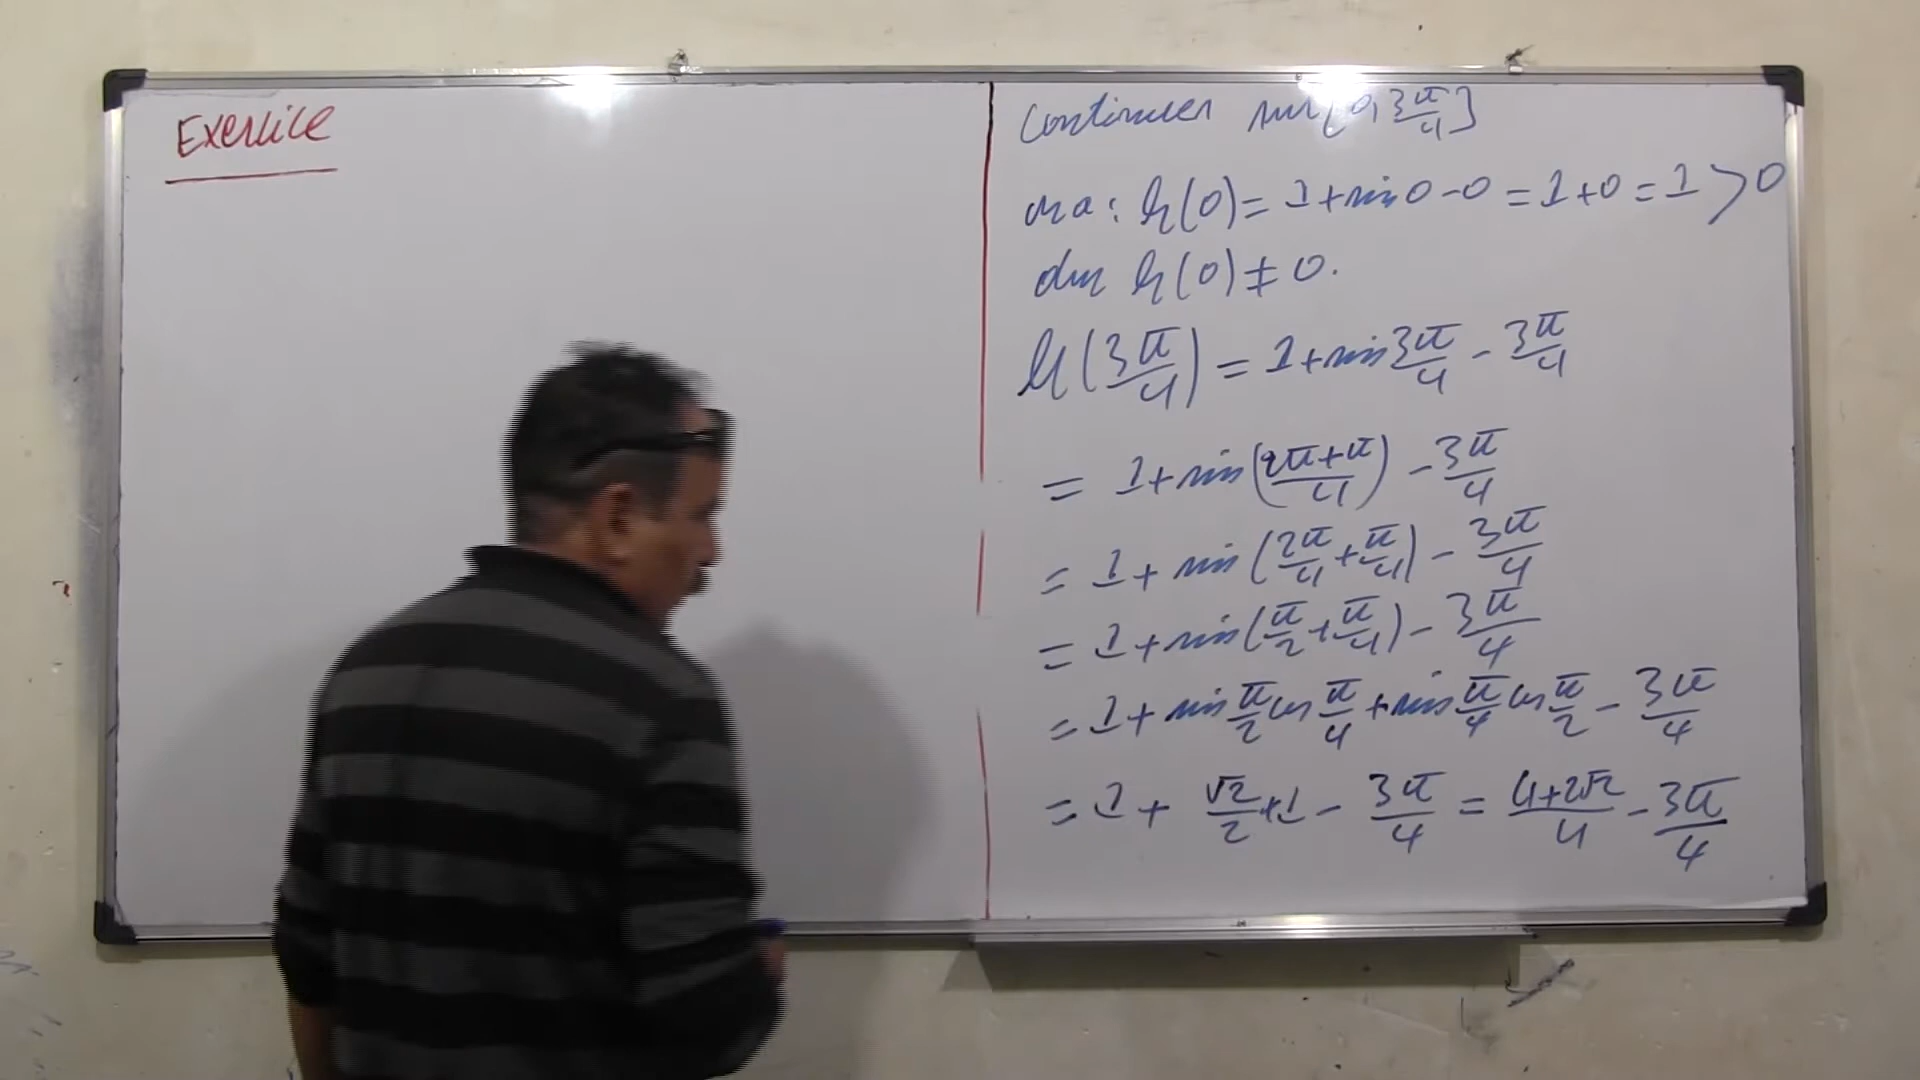 Exercice
Continues sur [0, 3π/4]
on a : h(0) = 1 + sin 0 - 0 = 1 + 0 = 1 > 0
donc h(0) ≠ 0.
h(3π/4) = 1 + sin 3π/4 - 3π/4
= 1 + sin((2π+π)/4) - 3π/4
= 1 + sin(2π/4 + π/4) - 3π/4
= 1 + sin(π/2 + π/4) - 3π/4
= 1 + sin π/2 cos π/4 + sin π/4 cos π/2 - 3π/4
= 1 + √2/2 + 1 - 3π/4 = (4+2√2)/4 - 3π/4